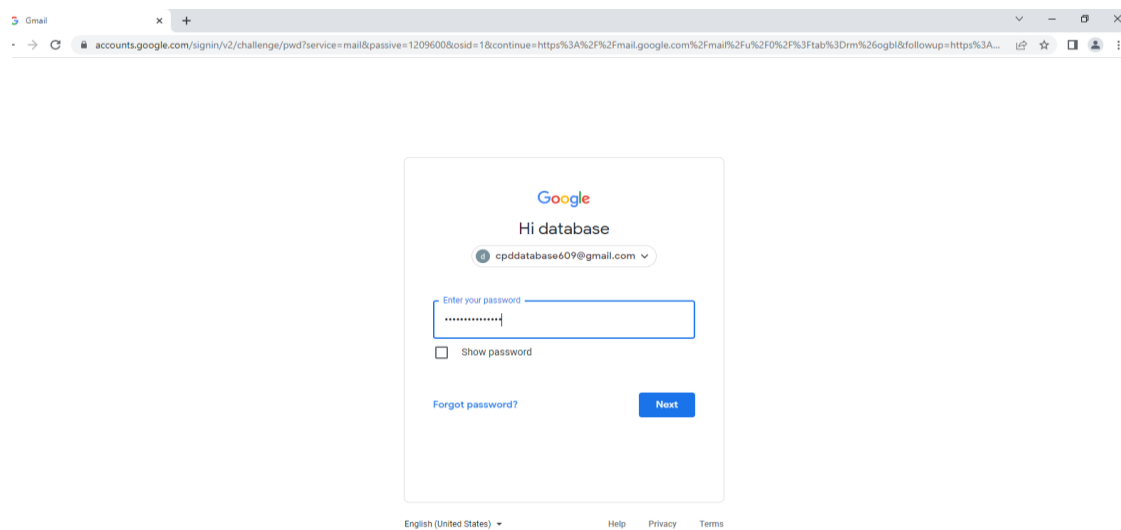 Gmail
accounts.google.com/signin/v2/challenge/pwd?service=mail&passive=1209600&osid=1&continue=https%3A%2F%2Fmail.google.com%2Fmail%2Fu%2F0%2F%3Ftab%3Drm%26ogbl&followup=https%3A...
Google
Hi database
d cpddatabase609@gmail.com
Enter your password
•••••••••••••••
Show password
Forgot password? Next
English (United States) Help Privacy Terms